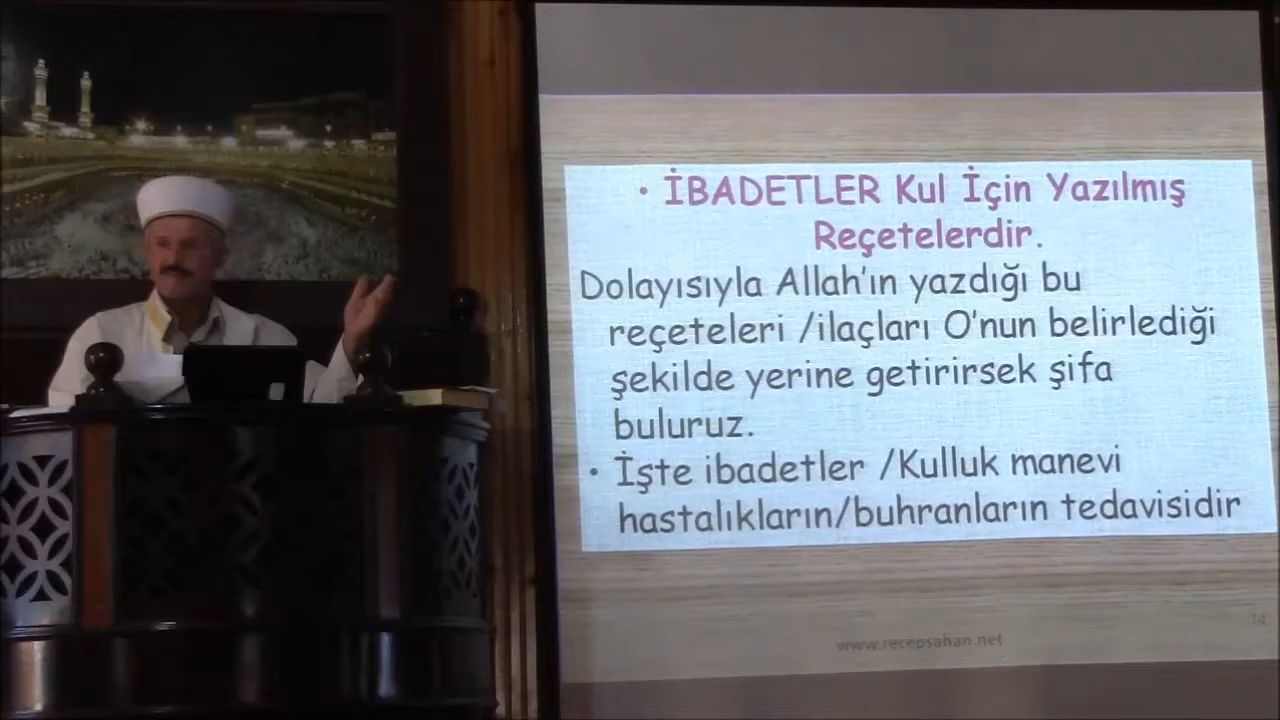 • İBADETLER Kul İçin Yazılmış
Reçetelerdir.
Dolayısıyla Allah'ın yazdığı bu
reçeteleri /ilaçları O'nun belirlediği
şekilde yerine getirirsek şifa
buluruz.
• İşte ibadetler /Kulluk manevi
hastalıkların/buhranların tedavisidir
www.recepsahan.net
14